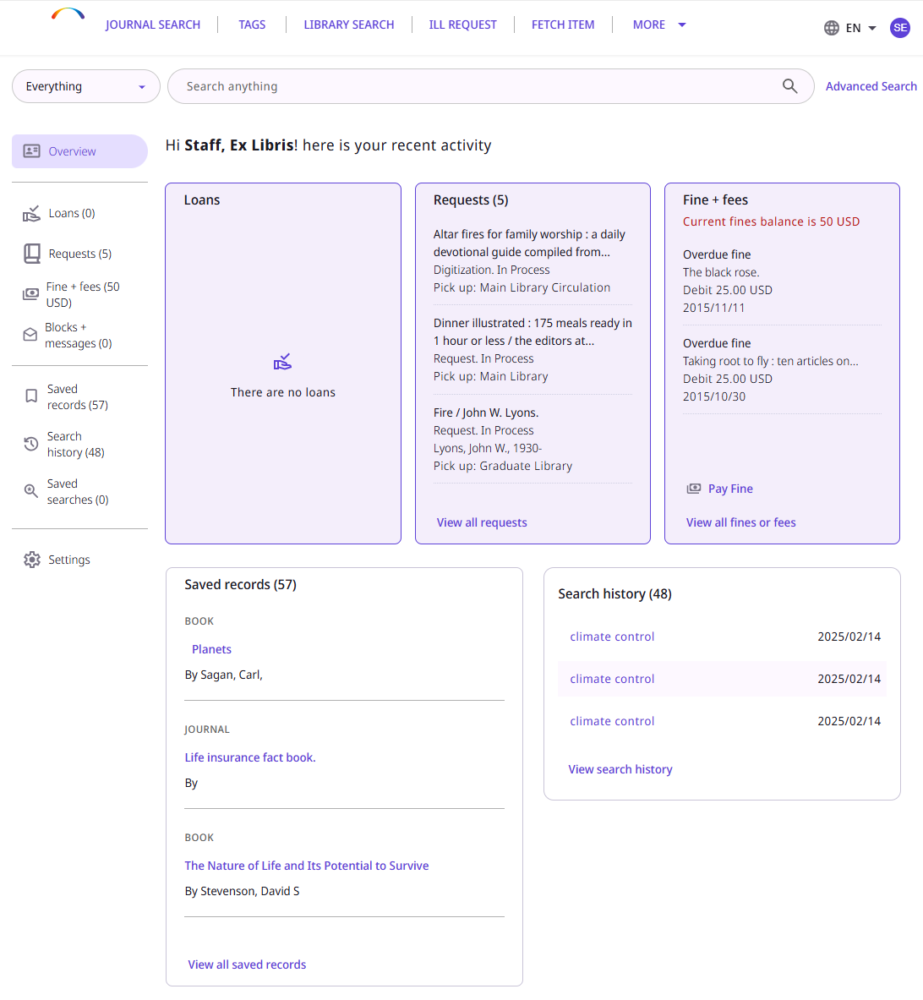 JOURNAL SEARCH
TAGS
LIBRARY SEARCH
ILL REQUEST
FETCH ITEM
MORE
EN
SE
Everything
Search anything
Advanced Search
Overview
Loans (0)
Requests (5)
Fine + fees (50
USD)
Blocks +
messages (0)
Saved
records (57)
Search
history (48)
Saved
searches (0)
Settings
Hi Staff, Ex Libris! here is your recent activity
Loans
There are no loans
Requests (5)
Altar fires for family worship : a daily
devotional guide compiled from...
Digitization. In Process
Pick up: Main Library Circulation
Dinner illustrated : 175 meals ready in
1 hour or less / the editors at...
Request. In Process
Pick up: Main Library
Fire / John W. Lyons.
Request. In Process
Lyons, John W., 1930-
Pick up: Graduate Library
View all requests
Fine + fees
Current fines balance is 50 USD
Overdue fine
The black rose.
Debit 25.00 USD
2015/11/11
Overdue fine
Taking root to fly : ten articles on...
Debit 25.00 USD
2015/10/30
Pay Fine
View all fines or fees
Saved records (57)
BOOK
Planets
By Sagan, Carl,
JOURNAL
Life insurance fact book.
By
BOOK
The Nature of Life and Its Potential to Survive
By Stevenson, David S
View all saved records
Search history (48)
climate control 2025/02/14
climate control 2025/02/14
climate control 2025/02/14
View search history